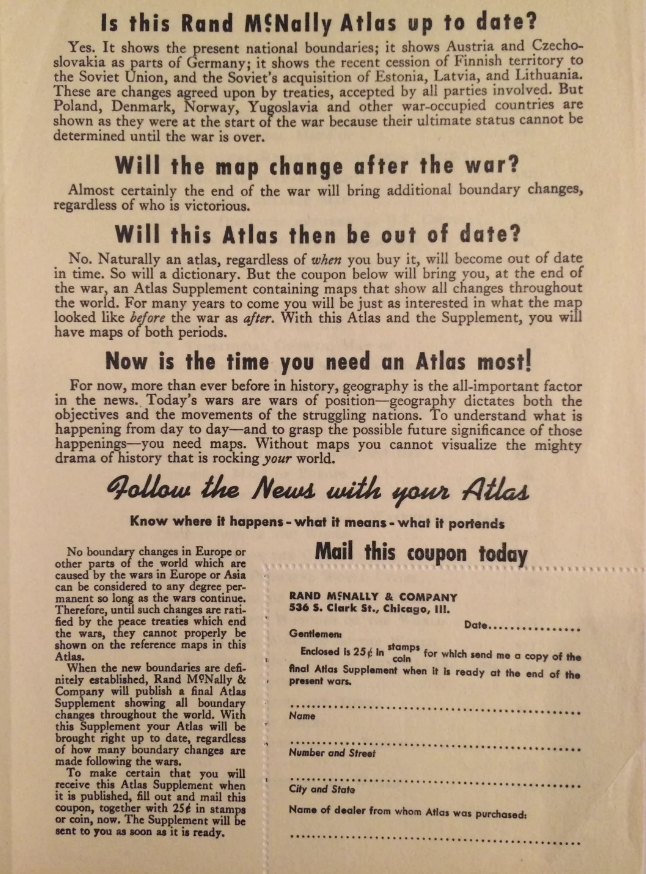 Is this Rand McNally Atlas up to date?
Yes. It shows the present national boundaries; it shows Austria and Czecho-
slovakia as parts of Germany; it shows the recent cession of Finnish territory to
the Soviet Union, and the Soviet's acquisition of Estonia, Latvia, and Lithuania.
These are changes agreed upon by treaties, accepted by all parties involved. But
Poland, Denmark, Norway, Yugoslavia and other war-occupied countries are
shown as they were at the start of the war because their ultimate status cannot be
determined until the war is over.
Will the map change after the war?
Almost certainly the end of the war will bring additional boundary changes,
regardless of who is victorious.
Will this Atlas then be out of date?
No. Naturally an atlas, regardless of when you buy it, will become out of date
in time. So will a dictionary. But the coupon below will bring you, at the end of
the war, an Atlas Supplement containing maps that show all changes throughout
the world. For many years to come you will be just as interested in what the map
looked like before the war as after. With this Atlas and the Supplement, you will
have maps of both periods.
Now is the time you need an Atlas most!
For now, more than ever before in history, geography is the all-important factor
in the news. Today's wars are wars of position—geography dictates both the
objectives and the movements of the struggling nations. To understand what is
happening from day to day—and to grasp the possible future significance of those
happenings—you need maps. Without maps you cannot visualize the mighty
drama of history that is rocking your world.
Follow the News with your Atlas
Know where it happens - what it means - what it portends
No boundary changes in Europe or
other parts of the world which are
caused by the wars in Europe or Asia
can be considered to any degree per-
manent so long as the wars continue.
Therefore, until such changes are rati-
fied by the peace treaties which end
the wars, they cannot properly be
shown on the reference maps in this
Atlas.
When the new boundaries are defi-
nitely established, Rand McNally &
Company will publish a final Atlas
Supplement showing all boundary
changes throughout the world. With
this Supplement your Atlas will be
brought right up to date, regardless
of how many boundary changes are
made following the wars.
To make certain that you will
receive this Atlas Supplement when
it is published, fill out and mail this
coupon, together with 25¢ in stamps
or coin, now. The Supplement will be
sent to you as soon as it is ready.
Mail this coupon today
RAND McNALLY & COMPANY
536 S. Clark St., Chicago, Ill.
Date...............
Gentlemen:
Enclosed is 25¢ in stamps coin for which send me a copy of the
final Atlas Supplement when it is ready at the end of the
present wars.
Name
Number and Street
City and State
Name of dealer from whom Atlas was purchased: